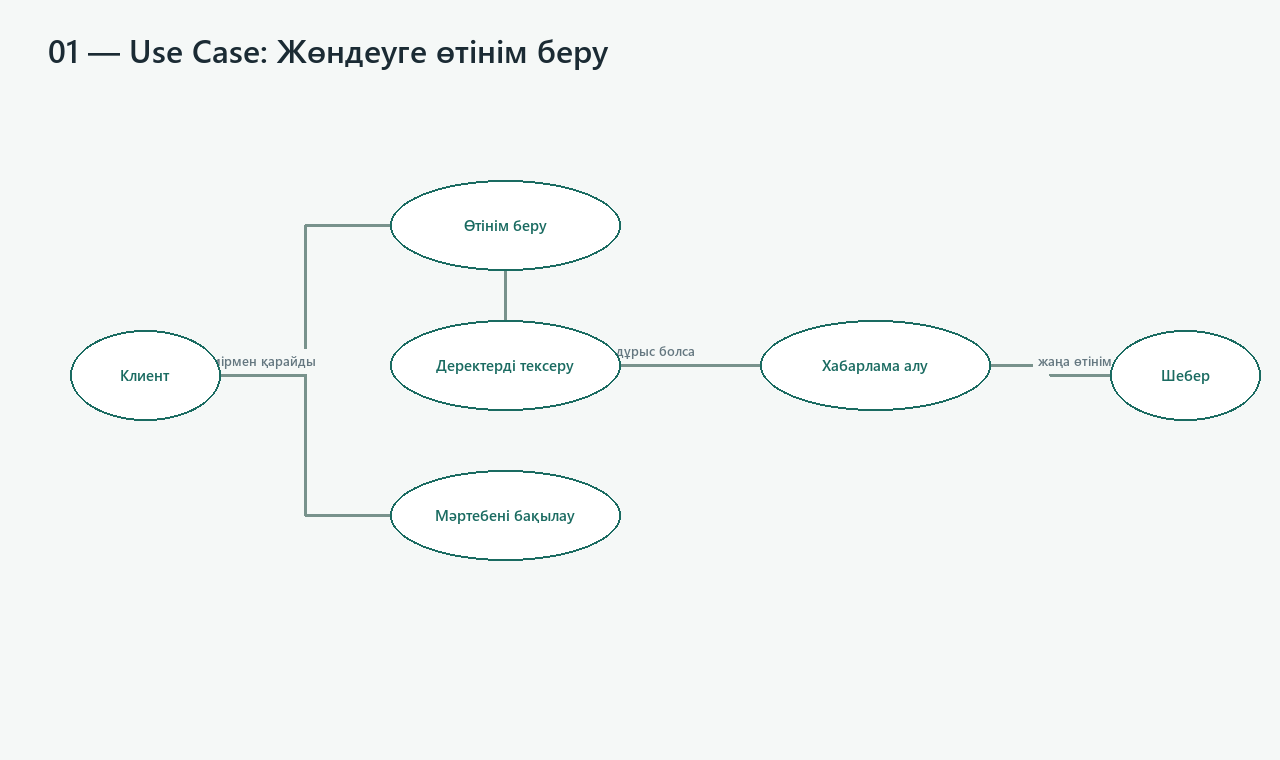 01 — Use Case: Жөндеуге өтінім беру
Өтінім беру
қарайды
Клиент
Деректерді тексеру
дұрыс болса
Хабарлама алу
жаңа өтінім
Шебер
Мәртебені бақылау